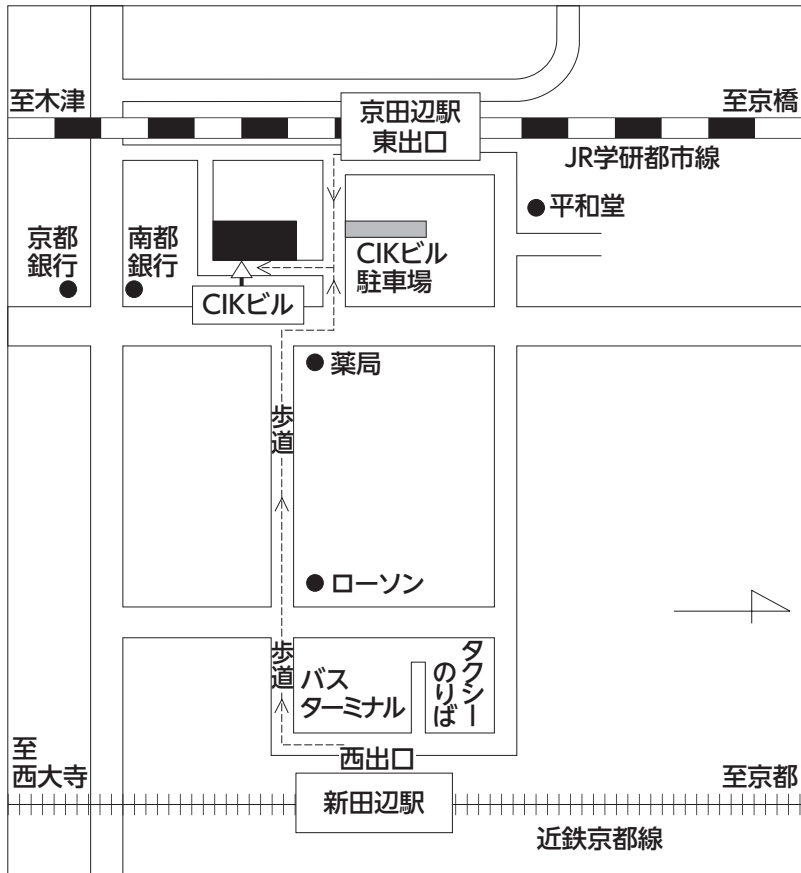 至木津
京田辺駅
東出口
至京橋
JR学研都市線
平和堂
京都
銀行
南都
銀行
CIKビル
駐車場
CIKビル
薬局
歩道
ローソン
歩道
バス
ターミナル
タクシー
のりば
西出口
至
西大寺
新田辺駅
至京都
近鉄京都線